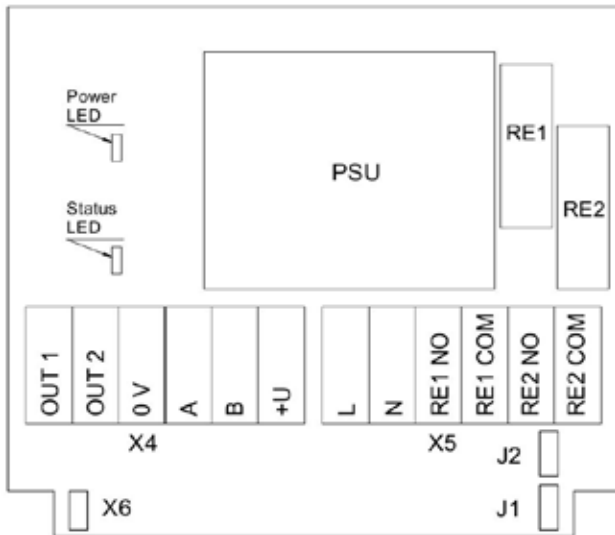 Power
LED
PSU
RE1
RE2
Status
LED
OUT 1
OUT 2
0 V
A
B
+U
L
N
RE1 NO
RE1 COM
RE2 NO
RE2 COM
X4
X5
J2
X6
J1